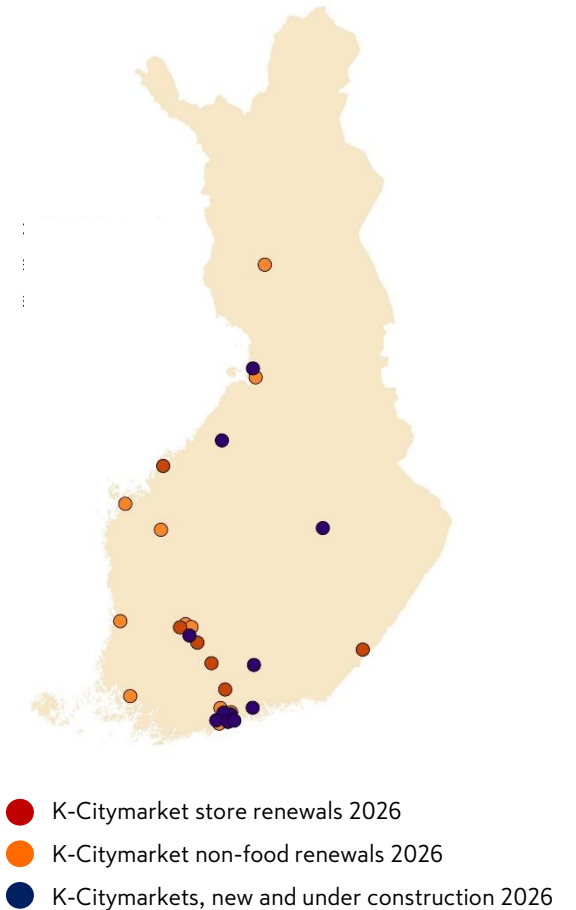 K-Citymarket store renewals 2026
K-Citymarket non-food renewals 2026
K-Citymarkets, new and under construction 2026